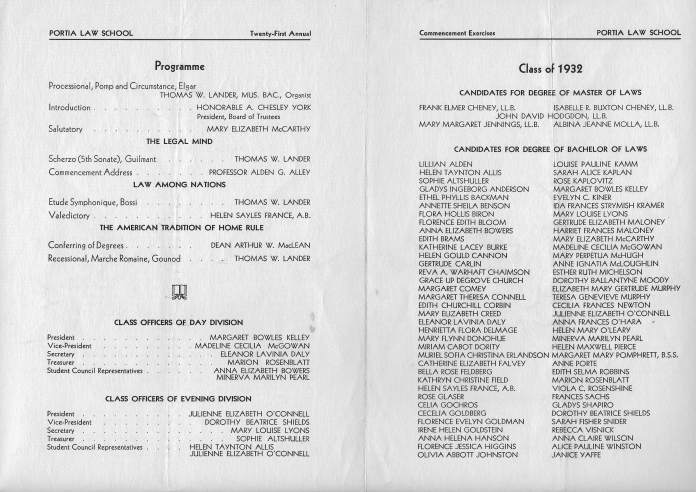 PORTIA LAW SCHOOL Twenty-First Annual
Programme
Processional, Pomp and Circumstance, Elgar
THOMAS W. LANDER, MUS. BAC., Organist
Introduction . . . . . . . . HONORABLE A. CHESLEY YORK
President, Board of Trustees
Salutatory . . . . . . . . MARY ELIZABETH McCARTHY
THE LEGAL MIND
Scherzo (5th Sonate), Guilmant . . . . . THOMAS W. LANDER
Commencement Address . . . . . PROFESSOR ALDEN G. ALLEY
LAW AMONG NATIONS
Etude Symphonique, Bossi . . . . . THOMAS W. LANDER
Valedictory . . . . . . . . HELEN SAYLES FRANCE, A.B.
THE AMERICAN TRADITION OF HOME RULE
Conferring of Degrees . . . . . . DEAN ARTHUR W. MacLEAN
Recessional, Marche Romaine, Gounod . . . . THOMAS W. LANDER
CLASS OFFICERS OF DAY DIVISION
President . . . . . . . . MARGARET BOWLES KELLEY
Vice-President . . . . . . . . MADELINE CECILIA McGOWAN
Secretary . . . . . . . . ELEANOR LAVINIA DALY
Treasurer . . . . . . . . MARION ROSENBLATT
Student Council Representatives . . . . . ANNA ELIZABETH BOWERS
MINERVA MARILYN PEARL
CLASS OFFICERS OF EVENING DIVISION
President . . . . . . . . JULIENNE ELIZABETH O'CONNELL
Vice-President . . . . . . . . DOROTHY BEATRICE SHIELDS
Secretary . . . . . . . . MARY LOUISE LYONS
Treasurer . . . . . . . . SOPHIE ALTSHULLER
Student Council Representatives . . . . HELEN TAYNTON ALLIS
JULIENNE ELIZABETH O'CONNELL
Commencement Exercises PORTIA LAW SCHOOL
Class of 1932
CANDIDATES FOR DEGREE OF MASTER OF LAWS
FRANK ELMER CHENEY, LL.B. ISABELLE R. BUXTON CHENEY, LL.B.
JOHN DAVID HODGDON, LL.B.
MARY MARGARET JENNINGS, LL.B. ALBINA JEANNE MOLLA, LL.B.
CANDIDATES FOR DEGREE OF BACHELOR OF LAWS
LILLIAN ALDEN
HELEN TAYNTON ALLIS
SOPHIE ALTSHULLER
GLADYS INGEBORG ANDERSON
ETHEL PHYLLIS BACKMAN
ANNETTE SHEILA BENSON
FLORA HOLLIS BIRON
FLORENCE EDITH BLOOM
ANNA ELIZABETH BOWERS
EDITH BRAMS
KATHERINE LACEY BURKE
HELEN GOULD CANNON
GERTRUDE CARLIN
REVA A. WARHAFT CHAIMSON
GRACE UP DEGROVE CHURCH
MARGARET COMEY
MARGARET THERESA CONNELL
EDITH CHURCHILL CORBIN
MARY ELIZABETH CREED
ELEANOR LAVINIA DALY
HENRIETTA FLORA DELMAGE
MARY FLYNN DONOHUE
MIRIAM CABOT DORITY
MURIEL SOFIA CHRISTINA ERLANDSON
CATHERINE ELIZABETH FALVEY
BELLA ROSE FELDBERG
KATHRYN CHRISTINE FIELD
HELEN SAYLES FRANCE, A.B.
ROSE GLASER
CELIA GOCHROS
CECELIA GOLDBERG
FLORENCE EVELYN GOLDMAN
IRENE HELEN GOLDSTEIN
ANNA HELENA HANSON
FLORENCE JESSICA HIGGINS
OLIVIA ABBOTT JOHNSTON
LOUISE PAULINE KAMM
SARAH ALICE KAPLAN
ROSE KAPLOVITZ
MARGARET BOWLES KELLEY
EVELYN C. KINER
IDA FRANCES STRYMISH KRAMER
MARY LOUISE LYONS
GERTRUDE ELIZABETH MALONEY
HARRIET FRANCES MALONEY
MARY ELIZABETH McCARTHY
MADELINE CECILIA McGOWAN
MARY PERPETUA McHUGH
ANNE IGNATIA McLOUGHLIN
ESTHER RUTH MICHELSON
DOROTHY BALLANTYNE MOODY
ELIZABETH MARY GERTRUDE MURPHY
TERESA GENEVIEVE MURPHY
CECILIA FRANCES NEWTON
JULIENNE ELIZABETH O'CONNELL
ANNA FRANCES O'HARA
HELEN MARY O'LEARY
MINERVA MARILYN PEARL
HELEN MAXWELL PIERCE
MARGARET MARY POMPHRETT, B.S.S.
ANNE PORTE
EDITH SELMA ROBBINS
MARION ROSENBLATT
VIOLA C. ROSENSHINE
FRANCES SACHS
GLADYS SHAPIRO
DOROTHY BEATRICE SHIELDS
SARAH FISHER SNIDER
REBECCA VISNICK
ANNA CLAIRE WILSON
ALICE PAULINE WINSTON
JANICE YAFFE